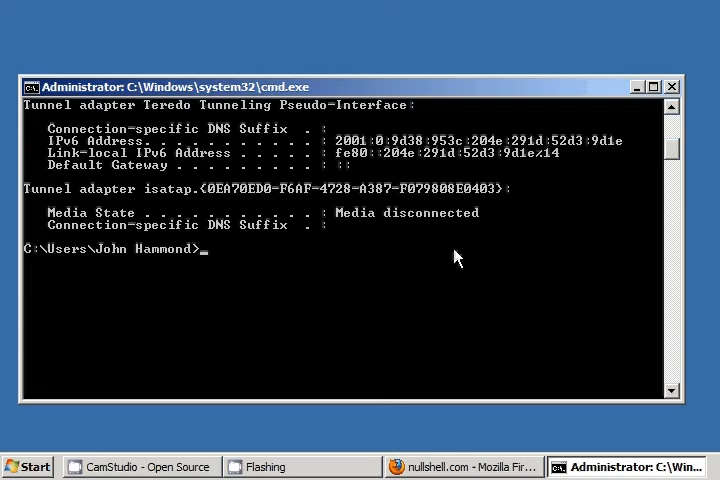 Administrator: C:\Windows\system32\cmd.exe
Tunnel adapter Teredo Tunneling Pseudo-Interface:
Connection-specific DNS Suffix . :
IPv6 Address. . . . . . . . . . . : 2001:0:9d38:953c:204e:291d:52d3:9d1e
Link-local IPv6 Address . . . . . : fe80::204e:291d:52d3:9d1e%14
Default Gateway . . . . . . . . . : ::
Tunnel adapter isatap.{0EA70ED0-F6AF-4728-A387-F079808E0403}:
Media State . . . . . . . . . . . : Media disconnected
Connection-specific DNS Suffix . :
C:\Users\John Hammond>_
Start
CamStudio - Open Source
Flashing
nullshell.com - Mozilla Fir...
Administrator: C:\Win...